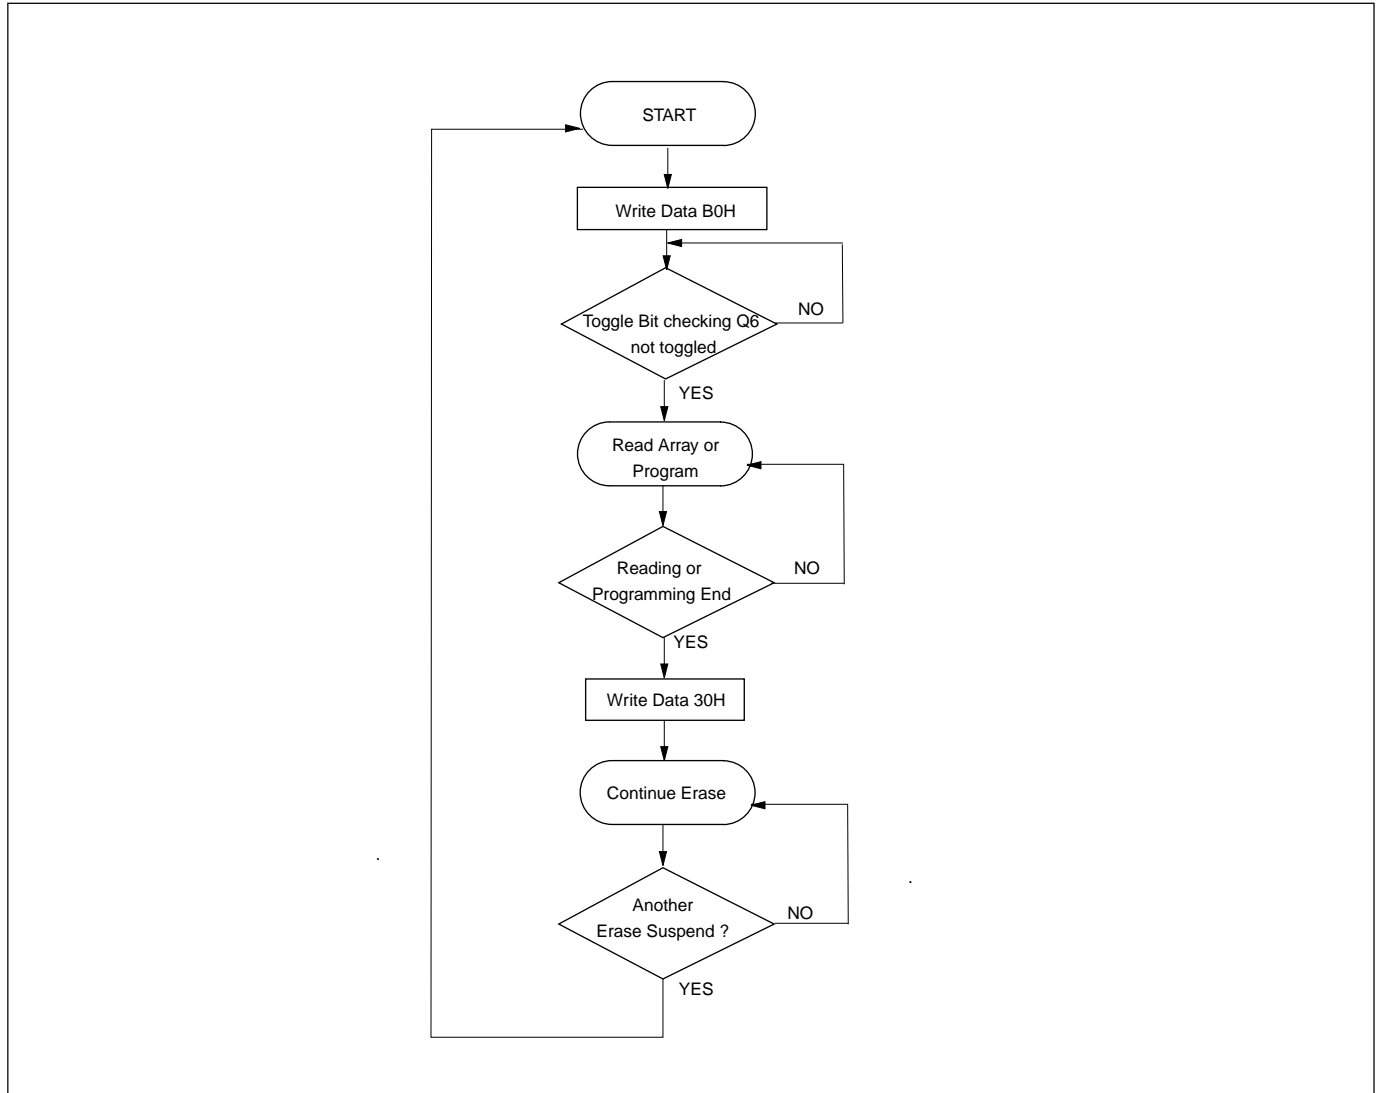 START
Write Data B0H
NO
Toggle Bit checking Q6
not toggled
YES
Read Array or
Program
Reading or
NO
Programming End
YES
Write Data 30H
Continue Erase
Another
NO
Erase Suspend ?
YES